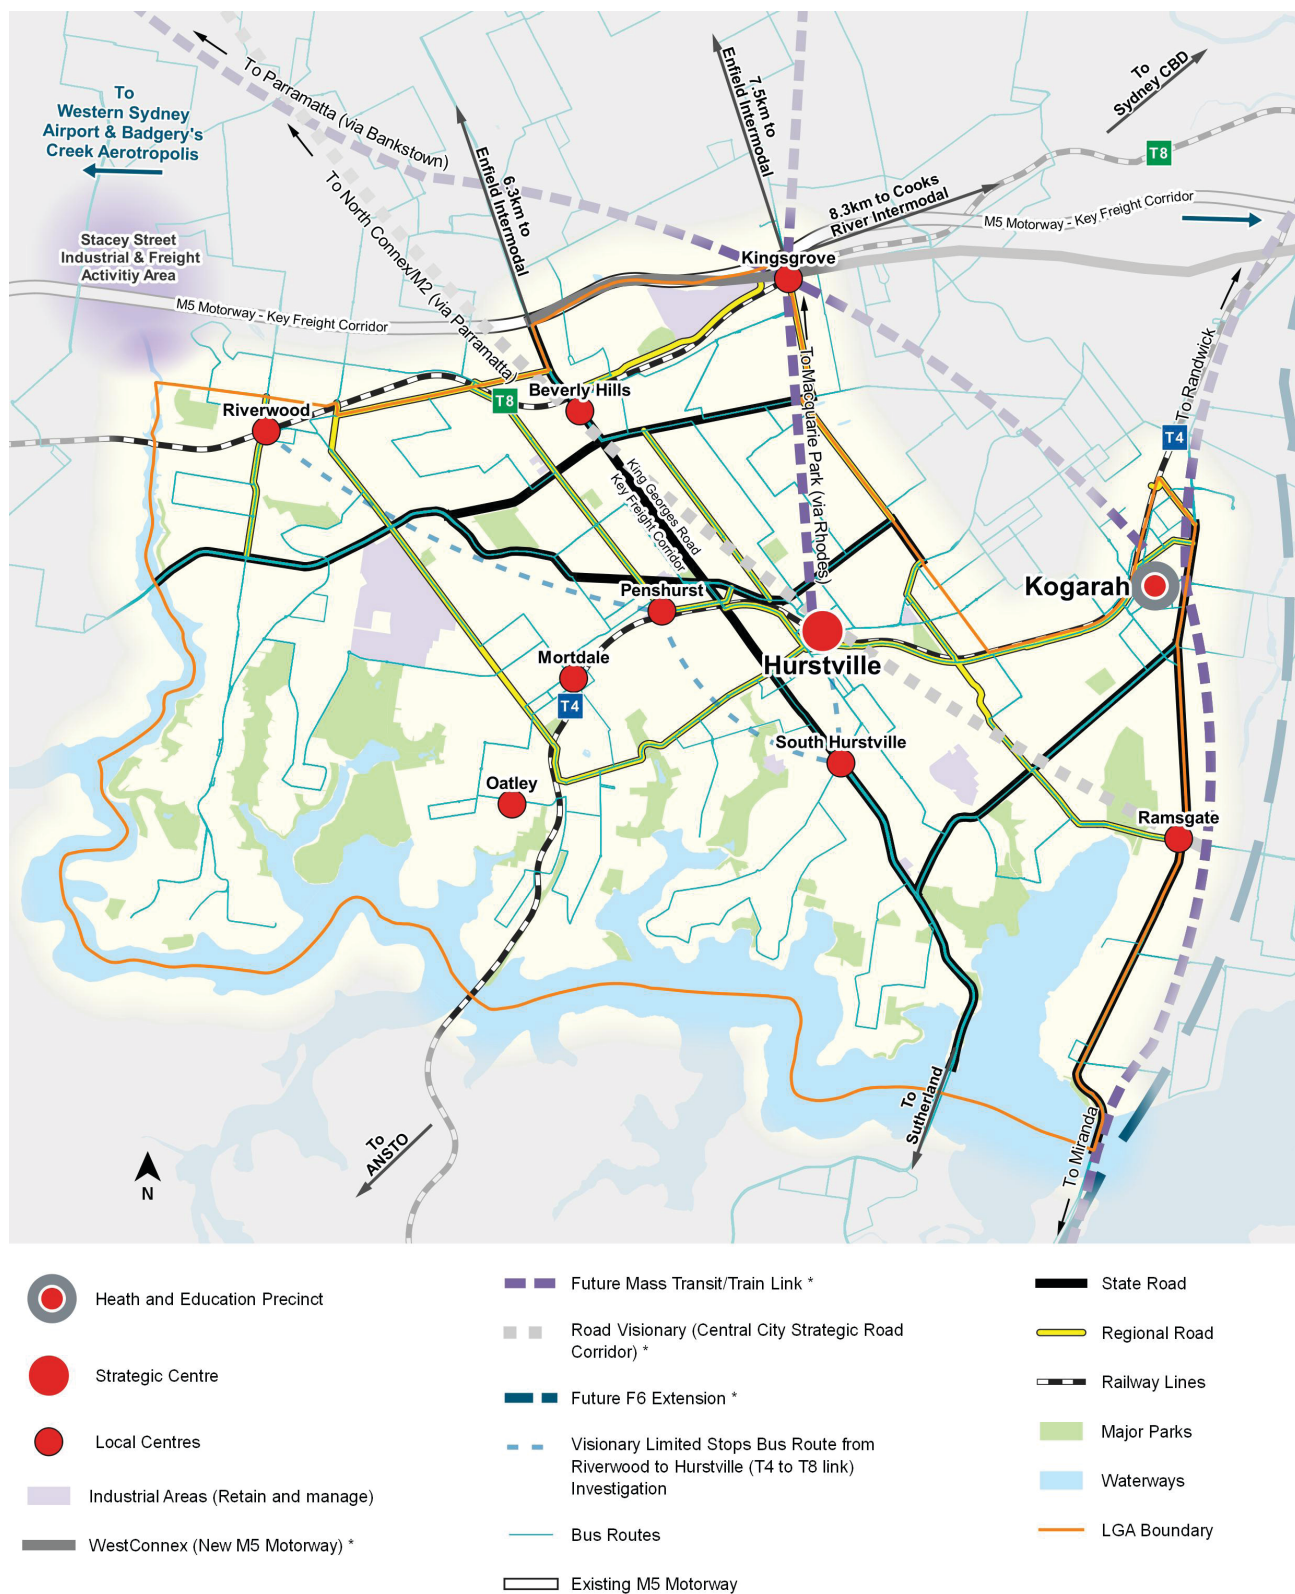 To
Western Sydney
Airport & Badgery's
Creek Aerotropolis
To Parramatta (via Bankstown)
To North Connex/M2 (via Parramatta)
6.3km to
Enfield Intermodal
7.5km to
Enfield Intermodal
8.3km to Cooks
River Intermodal
To
Sydney CBD
T8
M5 Motorway - Key Freight Corridor
Stacey Street
Industrial & Freight
Activitiy Area
M5 Motorway - Key Freight Corridor
Kingsgrove
To Macquarie Park (via Rhodes)
To Randwick
T4
Beverly Hills
T8
Riverwood
King Georges Road
Key Freight Corridor
Penshurst
Kogarah
Mortdale
T4
Hurstville
South Hurstville
Oatley
Ramsgate
To
Sutherland
To Miranda
To
ANSTO
N
Heath and Education Precinct
Strategic Centre
Local Centres
Industrial Areas (Retain and manage)
WestConnex (New M5 Motorway) *
Future Mass Transit/Train Link *
Road Visionary (Central City Strategic Road
Corridor) *
Future F6 Extension *
Visionary Limited Stops Bus Route from
Riverwood to Hurstville (T4 to T8 link)
Investigation
Bus Routes
Existing M5 Motorway
State Road
Regional Road
Railway Lines
Major Parks
Waterways
LGA Boundary